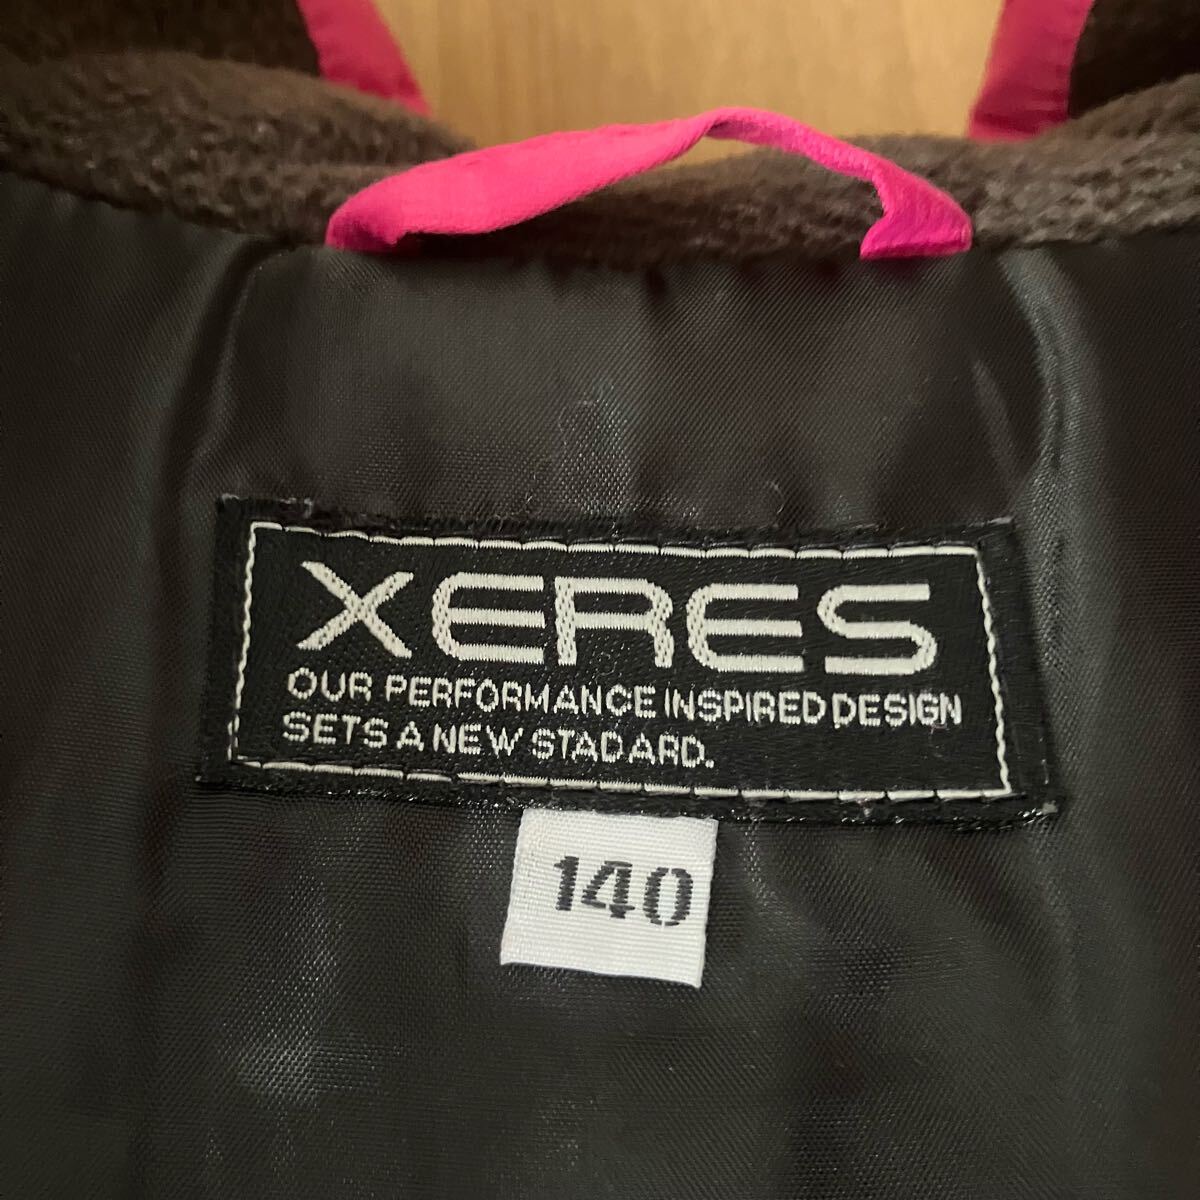 XERES
OUR PERFORMANCE INSPIRED DESIGN
SETS A NEW STADARD.
140